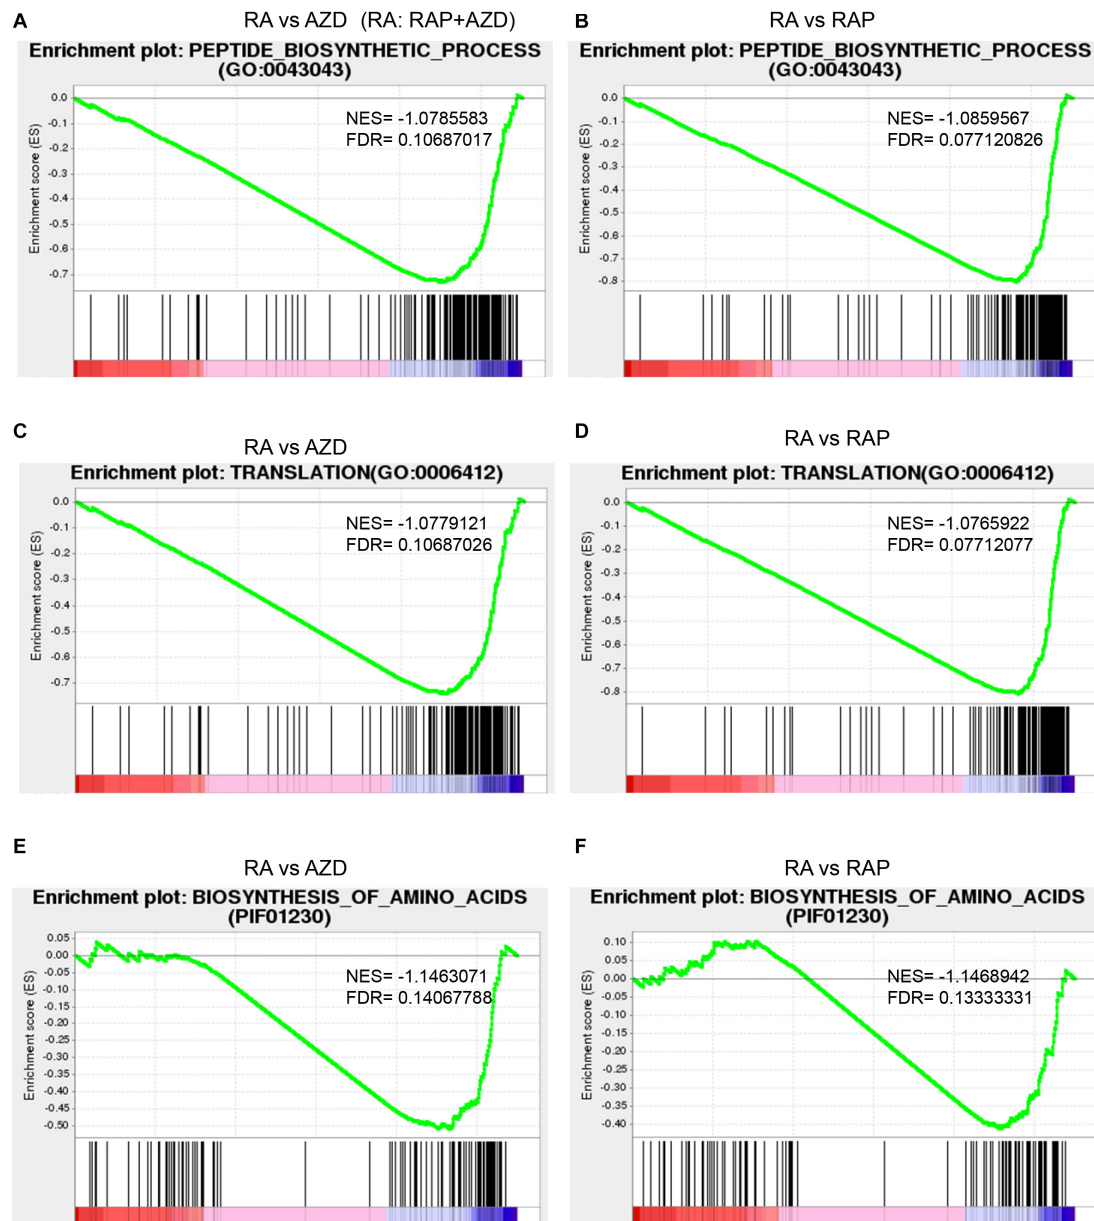 A
RA vs AZD (RA: RAP+AZD)
Enrichment plot: PEPTIDE_BIOSYNTHETIC_PROCESS
(GO:0043043)
NES= -1.0785583
FDR= 0.10687017
Enrichment score (ES)
0.0
-0.1
-0.2
-0.3
-0.4
-0.5
-0.6
-0.7
B
RA vs RAP
Enrichment plot: PEPTIDE_BIOSYNTHETIC_PROCESS
(GO:0043043)
NES= -1.0859567
FDR= 0.077120826
Enrichment score (ES)
0.0
-0.1
-0.2
-0.3
-0.4
-0.5
-0.6
-0.7
-0.8
C
RA vs AZD
Enrichment plot: TRANSLATION(GO:0006412)
NES= -1.0779121
FDR= 0.10687026
Enrichment score (ES)
0.0
-0.1
-0.2
-0.3
-0.4
-0.5
-0.6
-0.7
D
RA vs RAP
Enrichment plot: TRANSLATION(GO:0006412)
NES= -1.0765922
FDR= 0.07712077
Enrichment score (ES)
0.0
-0.1
-0.2
-0.3
-0.4
-0.5
-0.6
-0.7
-0.8
E
RA vs AZD
Enrichment plot: BIOSYNTHESIS_OF_AMINO_ACIDS
(PIF01230)
NES= -1.1463071
FDR= 0.14067788
Enrichment score (ES)
0.05
0.00
-0.05
-0.10
-0.15
-0.20
-0.25
-0.30
-0.35
-0.40
-0.45
-0.50
F
RA vs RAP
Enrichment plot: BIOSYNTHESIS_OF_AMINO_ACIDS
(PIF01230)
NES= -1.1468942
FDR= 0.13333331
Enrichment score (ES)
0.10
0.05
0.00
-0.05
-0.10
-0.15
-0.20
-0.25
-0.30
-0.35
-0.40